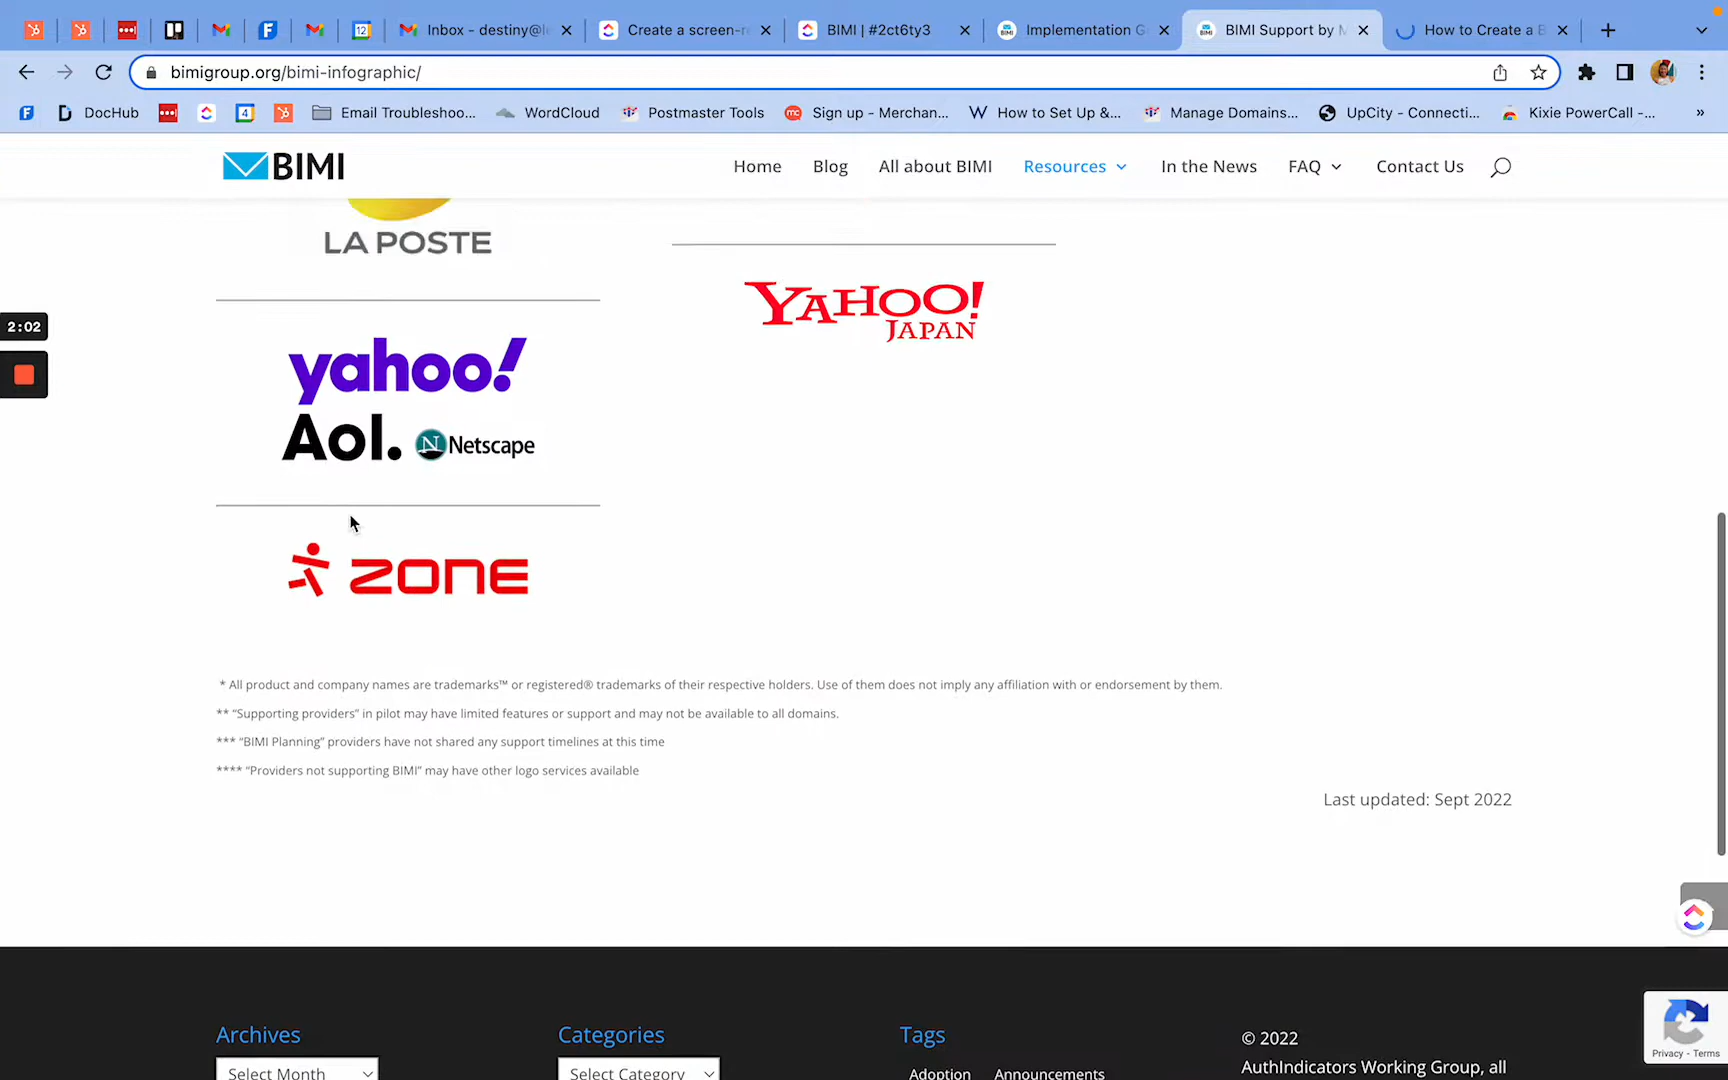 Inbox - destiny@l
Create a screen-r
BIMI | #2ct6ty3
Implementation G
BIMI Support by M
How to Create a B
bimigroup.org/bimi-infographic/
DocHub
Email Troubleshoo...
WordCloud
Postmaster Tools
Sign up - Merchan...
How to Set Up &...
Manage Domains...
UpCity - Connecti...
Kixie PowerCall -...
»
BIMI
Home
Blog
All about BIMI
Resources
In the News
FAQ
Contact Us
LA POSTE
YAHOO!
JAPAN
2:02
yahoo!
Aol.
N Netscape
ZONE
* All product and company names are trademarks™ or registered® trademarks of their respective holders. Use of them does not imply any affiliation with or endorsement by them.
** “Supporting providers” in pilot may have limited features or support and may not be available to all domains.
*** “BIMI Planning” providers have not shared any support timelines at this time
**** “Providers not supporting BIMI” may have other logo services available
Last updated: Sept 2022
Archives
Categories
Tags
© 2022
Select Month
Select Category
Adoption
Announcements
AuthIndicators Working Group, all
Privacy - Terms